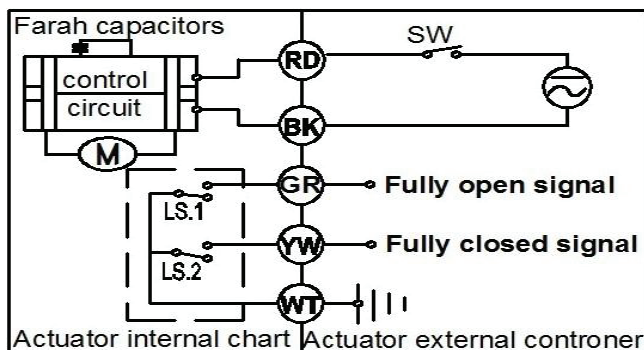 Farah capacitors
control
circuit
M
RD
SW
BK
GR
Fully open signal
LS.1
YW
Fully closed signal
LS.2
WT
Actuator internal chart
Actuator external controner